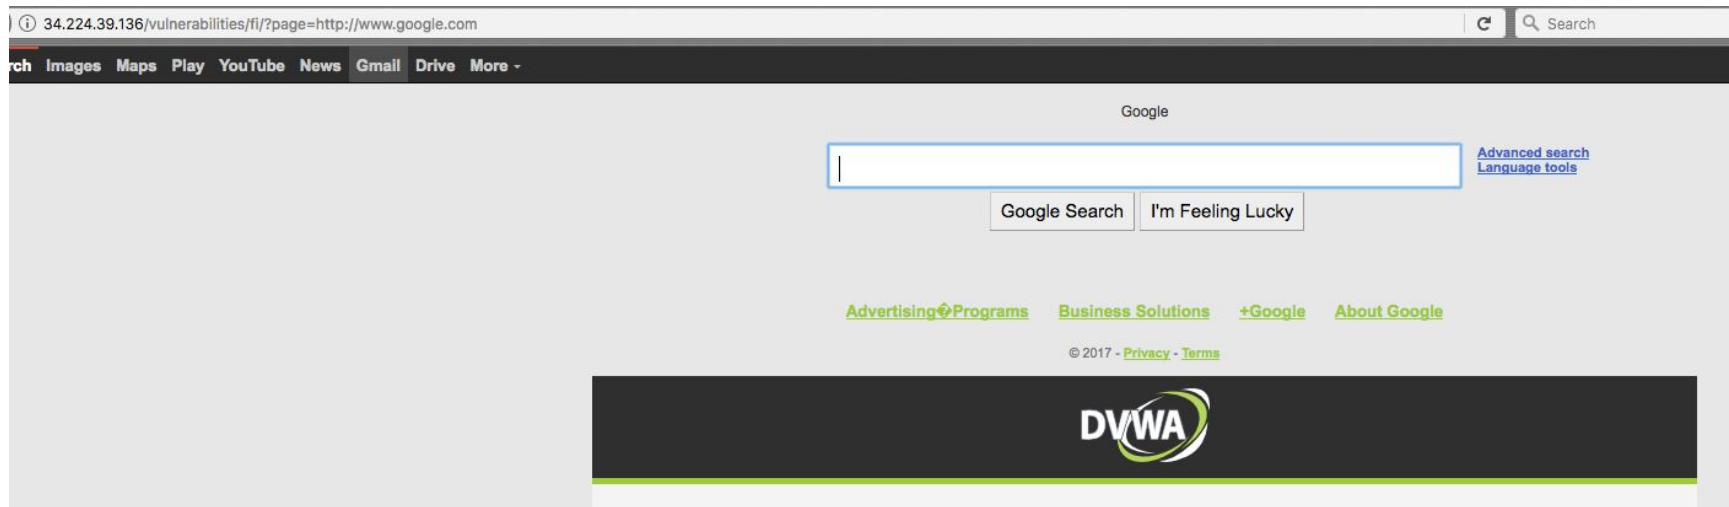 34.224.39.136/vulnerabilities/fi/?page=http://www.google.com Search
rch Images Maps Play YouTube News Gmail Drive More
Google
Advanced search
Language tools
Google Search I'm Feeling Lucky
Advertising�Programs Business Solutions +Google About Google
© 2017 - Privacy - Terms
DVWA